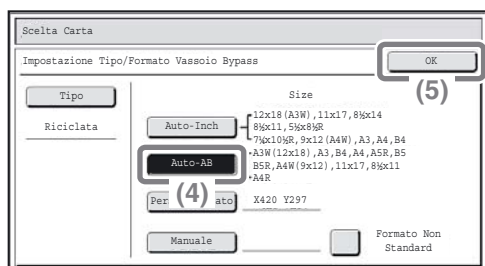 Scelta Carta
Impostazione Tipo/Formato Vassoio Bypass
OK
(5)
Tipo
Riciclata
Size
Auto-Inch
12x18(A3W),11x17,8½x14
8½x11,5½x8½R
7¼x10½R,9x12(A4W),A3,A4,B4
Auto-AB
A3W(12x18),A3,B4,A4,A5R,B5
B5R,A4W(9x12),11x17,8½x11
A4R
(4)
X420 Y297
Manuale
Formato Non
Standard